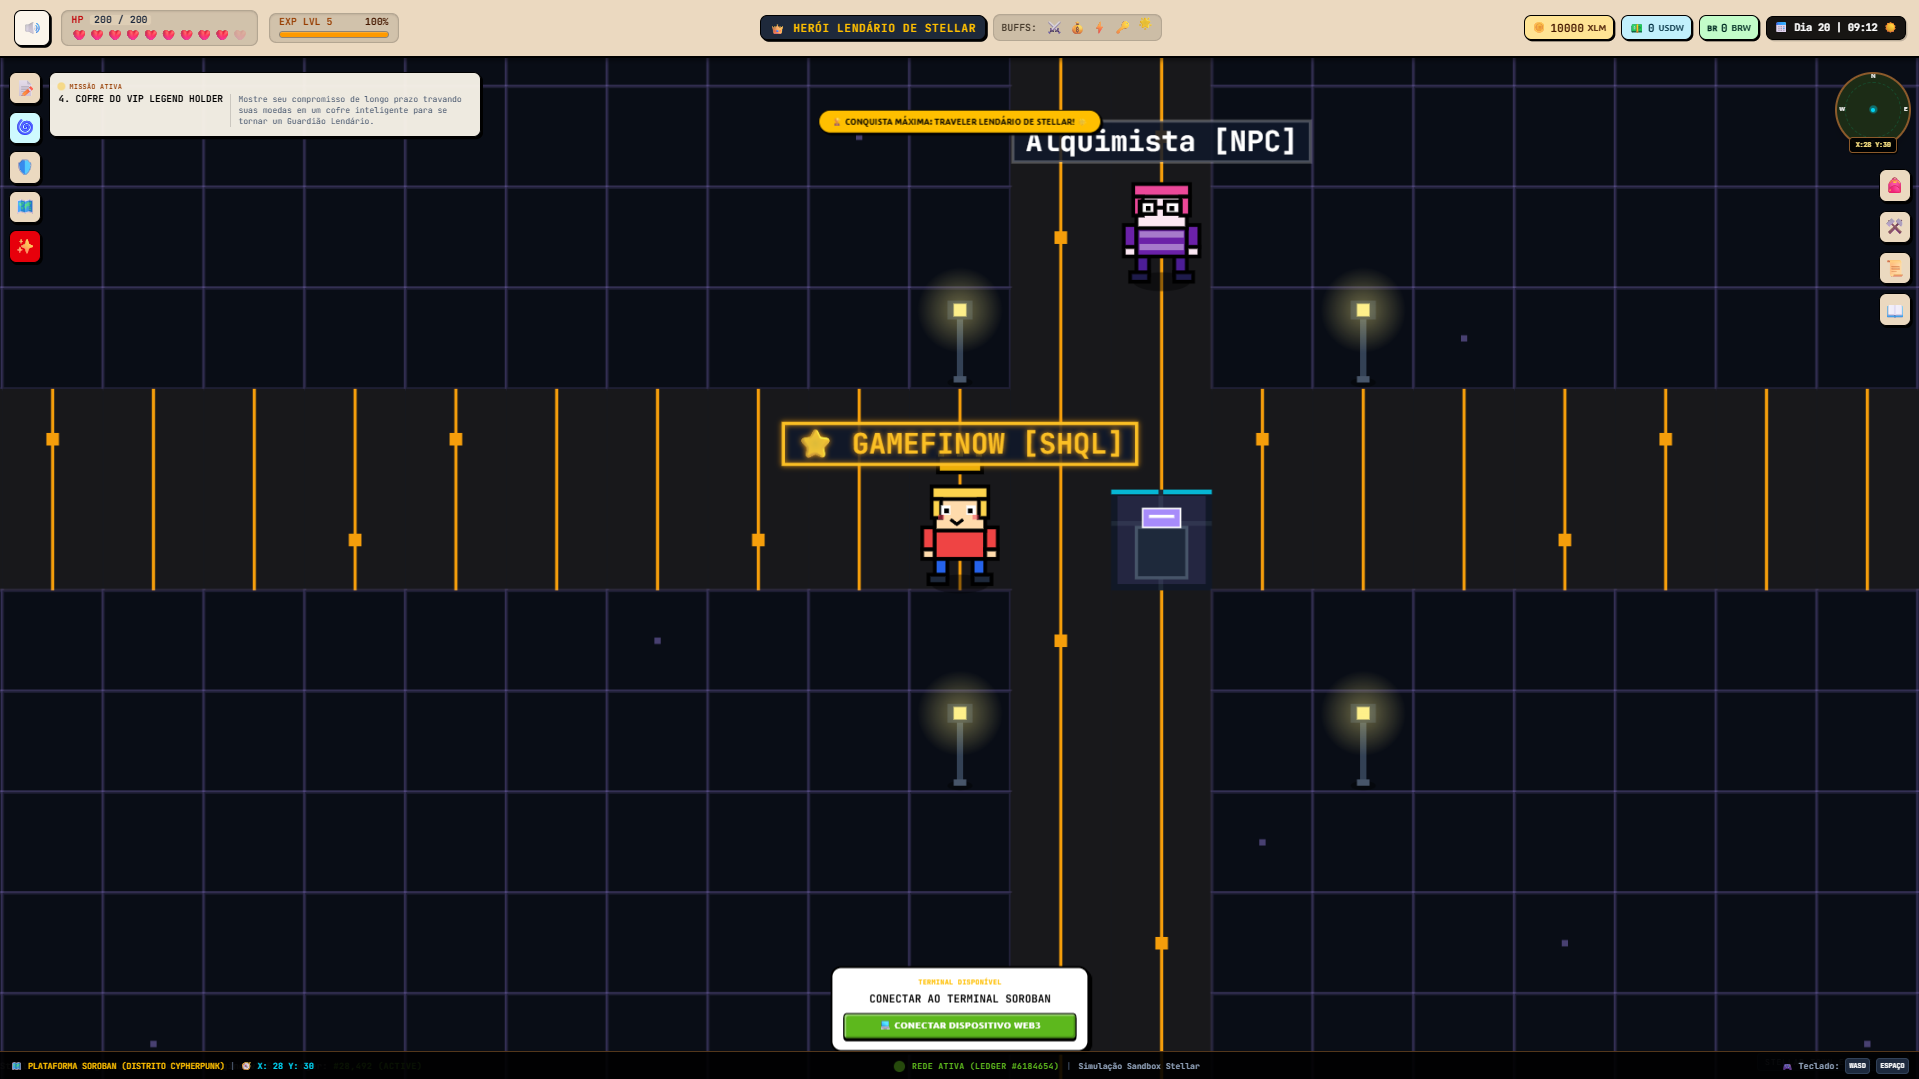 HP 200 / 200
EXP LVL 5 100%
HERÓI LENDÁRIO DE STELLAR
BUFFS:
10000 XLM
0 USDW
BR 0 BRW
Dia 20 | 09:12
MISSÃO ATIVA
4. COFRE DO VIP LEGEND HOLDER
Mostre seu compromisso de longo prazo travando
suas moedas em um cofre inteligente para se
tornar um Guardião Lendário.
CONQUISTA MÁXIMA: TRAVELER LENDÁRIO DE STELLAR!
Alquimista [NPC]
N
W
E
X:28 Y:30
GAMEFINOW [SHQL]
TERMINAL DISPONÍVEL
CONECTAR AO TERMINAL SOROBAN
CONECTAR DISPOSITIVO WEB3
PLATAFORMA SOROBAN (DISTRITO CYPHERPUNK) | X: 28 Y: 30
REDE ATIVA (LEDGER #6184654) | Simulação Sandbox Stellar
Teclado: WASD ESPAÇO